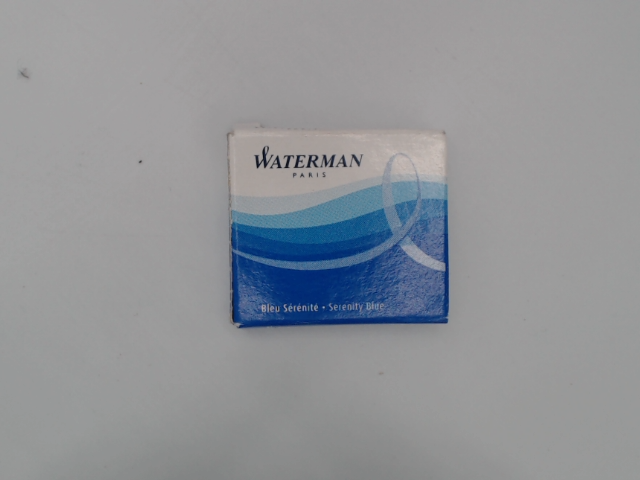 WATERMAN
PARIS
Bleu Sérénité • Serenity Blue